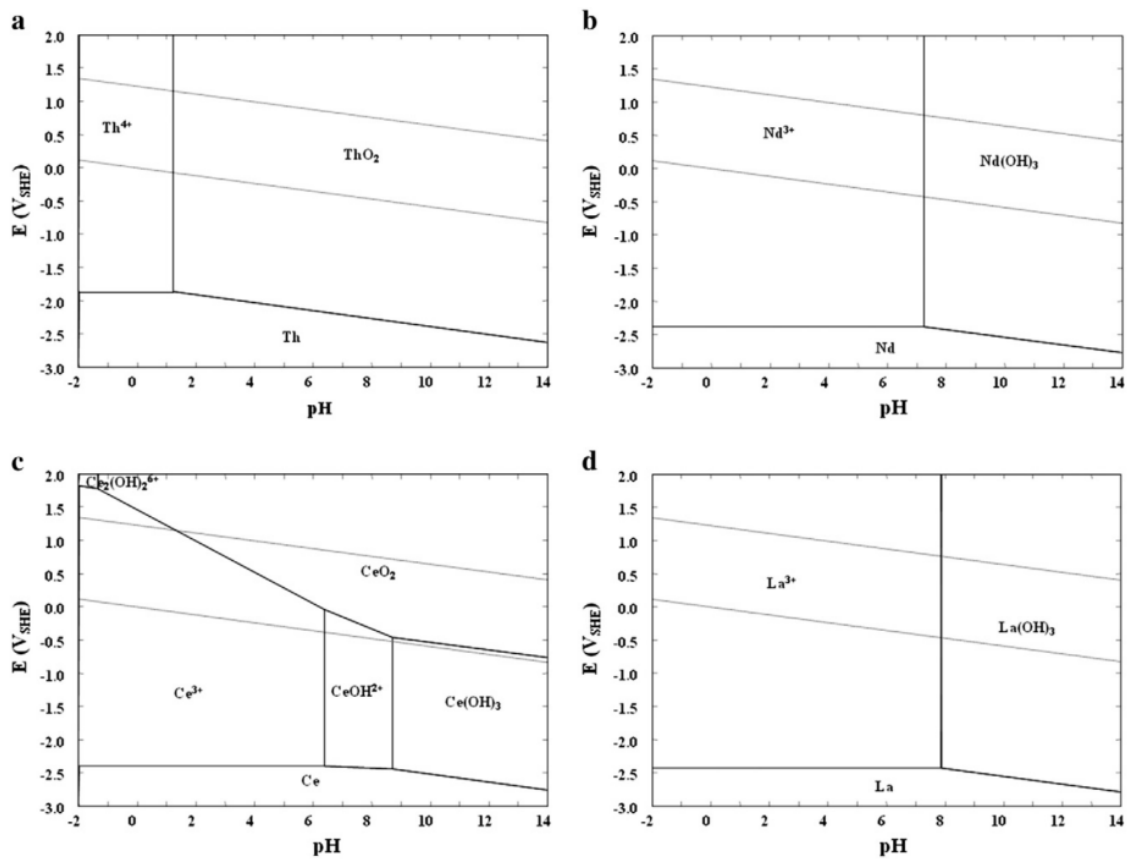 a
2.0
1.5
1.0
0.5
0.0
-0.5
-1.0
-1.5
-2.0
-2.5
-3.0
E (V_SHE)
Th⁴⁺
ThO₂
Th
-2 0 2 4 6 8 10 12 14
pH
b
2.0
1.5
1.0
0.5
0.0
-0.5
-1.0
-1.5
-2.0
-2.5
-3.0
E (V_SHE)
Nd³⁺
Nd(OH)₃
Nd
-2 0 2 4 6 8 10 12 14
pH
c
2.0
1.5
1.0
0.5
0.0
-0.5
-1.0
-1.5
-2.0
-2.5
-3.0
E (V_SHE)
Ce₂(OH)₂⁶⁺
CeO₂
Ce³⁺
CeOH²⁺
Ce(OH)₃
Ce
-2 0 2 4 6 8 10 12 14
pH
d
2.0
1.5
1.0
0.5
0.0
-0.5
-1.0
-1.5
-2.0
-2.5
-3.0
E (V_SHE)
La³⁺
La(OH)₃
La
-2 0 2 4 6 8 10 12 14
pH